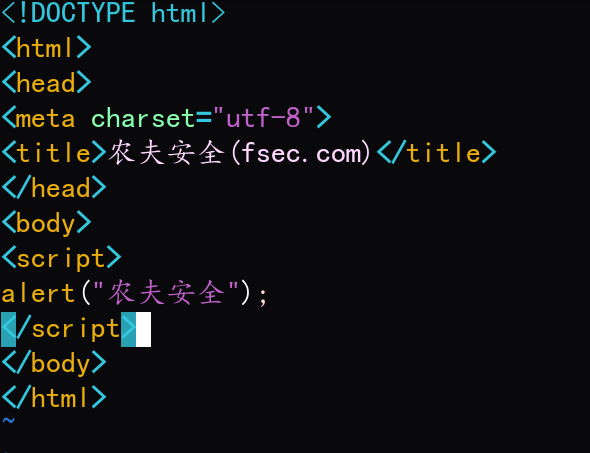 <!DOCTYPE html>
<html>
<head>
<meta charset="utf-8">
<title>农夫安全(fsec.com)</title>
</head>
<body>
<script>
alert("农夫安全");
</script>
</body>
</html>
~